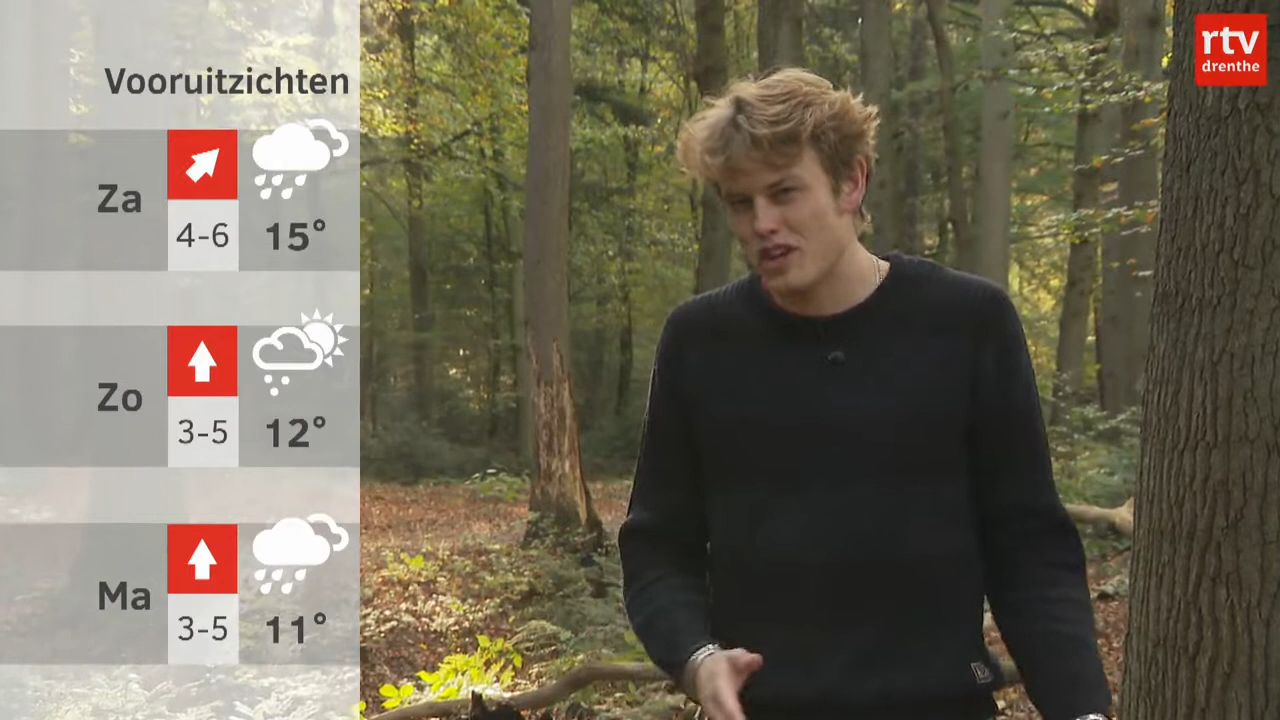 Vooruitzichten
Za
4-6
15°
Zo
3-5
12°
Ma
3-5
11°
rtv
drenthe